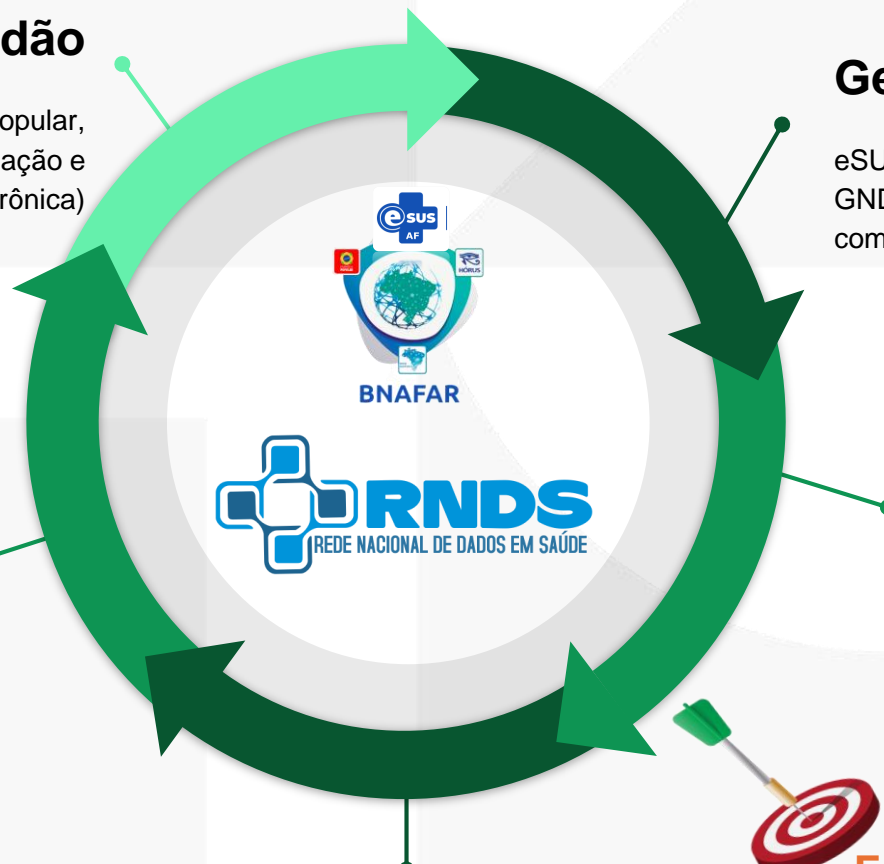 dão
opular,
ação e
rônica)
Ge
eSU
GND
com
e sus
AF
HÓRUS
BNAFAR
RNDS
REDE NACIONAL DE DADOS EM SAÚDE